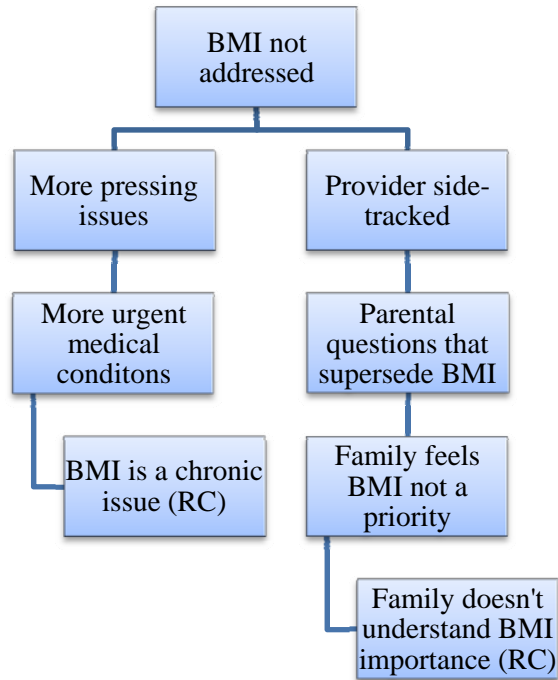 BMI not
addressed
More pressing
issues
Provider side-
tracked
More urgent
medical
conditons
Parental
questions that
supersede BMI
BMI is a chronic
issue (RC)
Family feels
BMI not a
priority
Family doesn't
understand BMI
importance (RC)